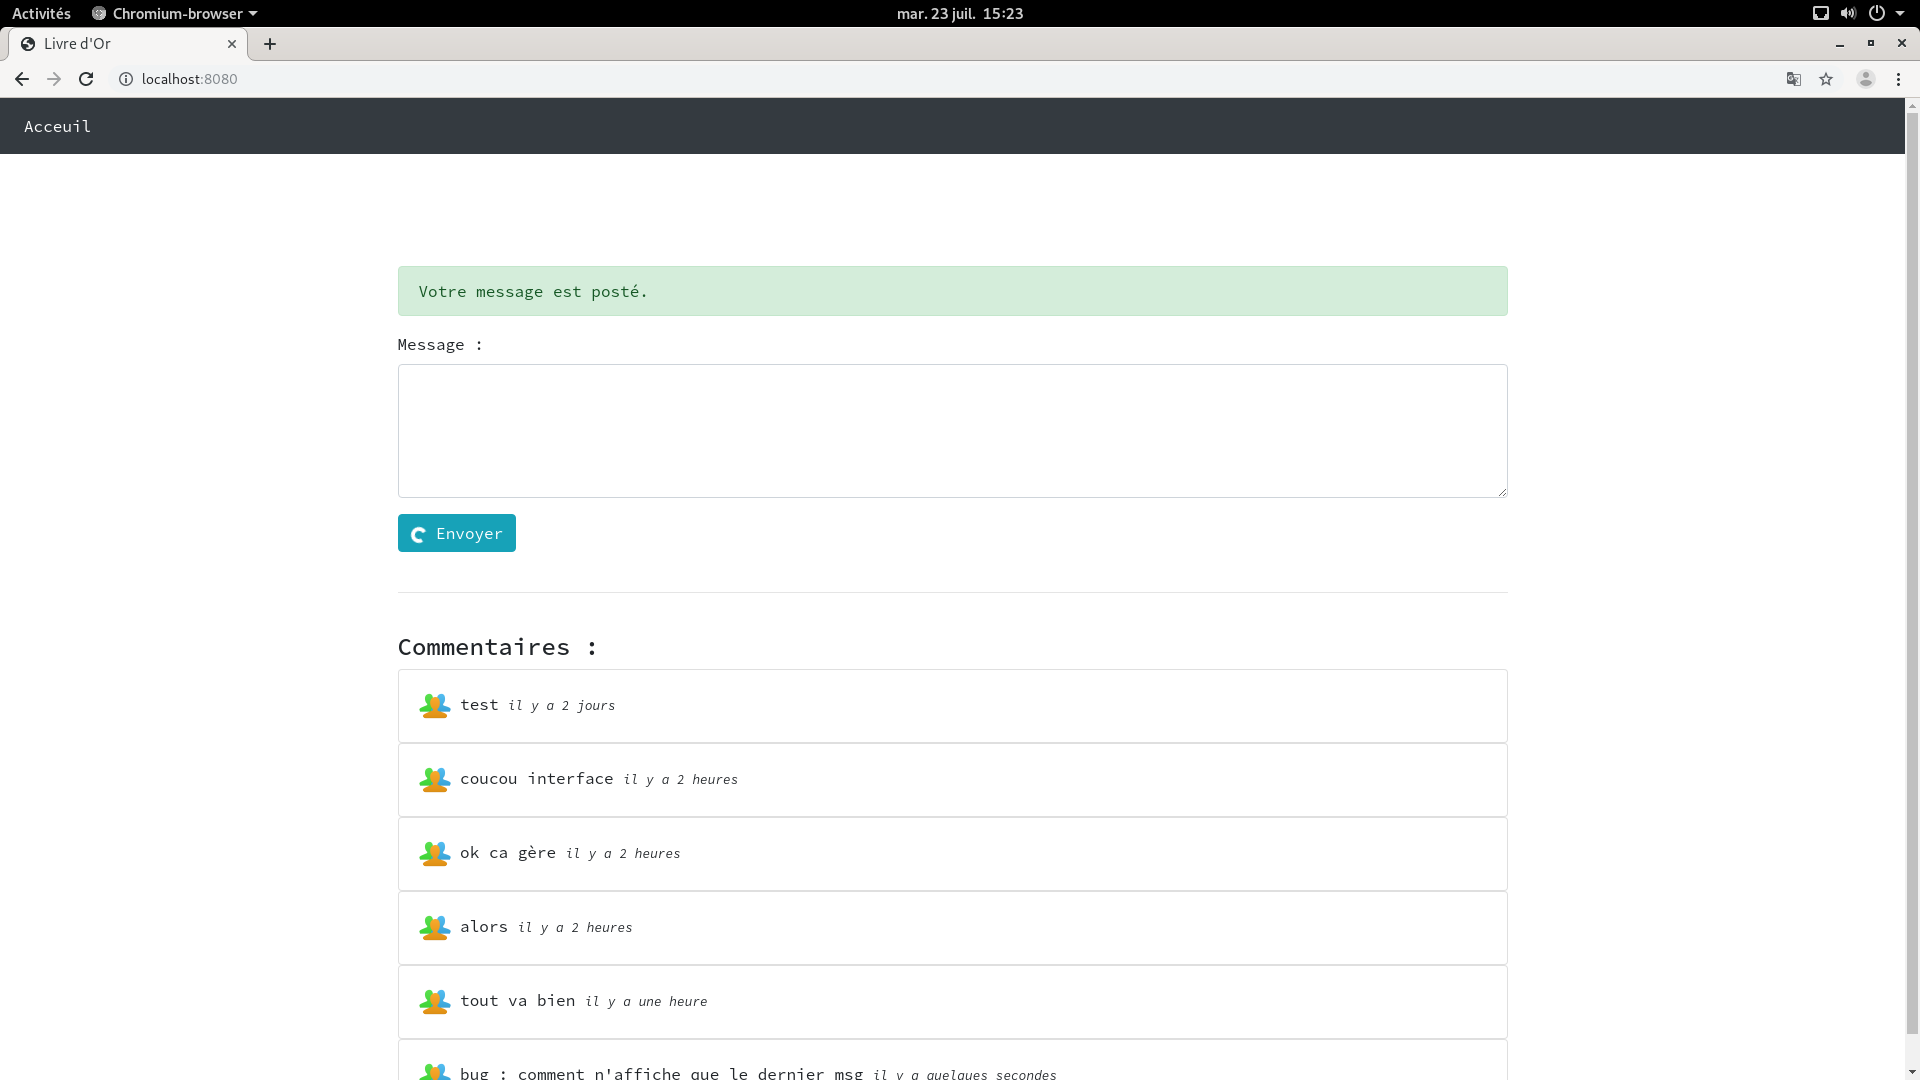 Activités Chromium-browser mar. 23 juil. 15:23
Livre d'Or
localhost:8080
Acceuil
Votre message est posté.
Message :
Envoyer
Commentaires :
test il y a 2 jours
coucou interface il y a 2 heures
ok ca gère il y a 2 heures
alors il y a 2 heures
tout va bien il y a une heure
bug : comment n'affiche que le dernier msg il y a quelques secondes